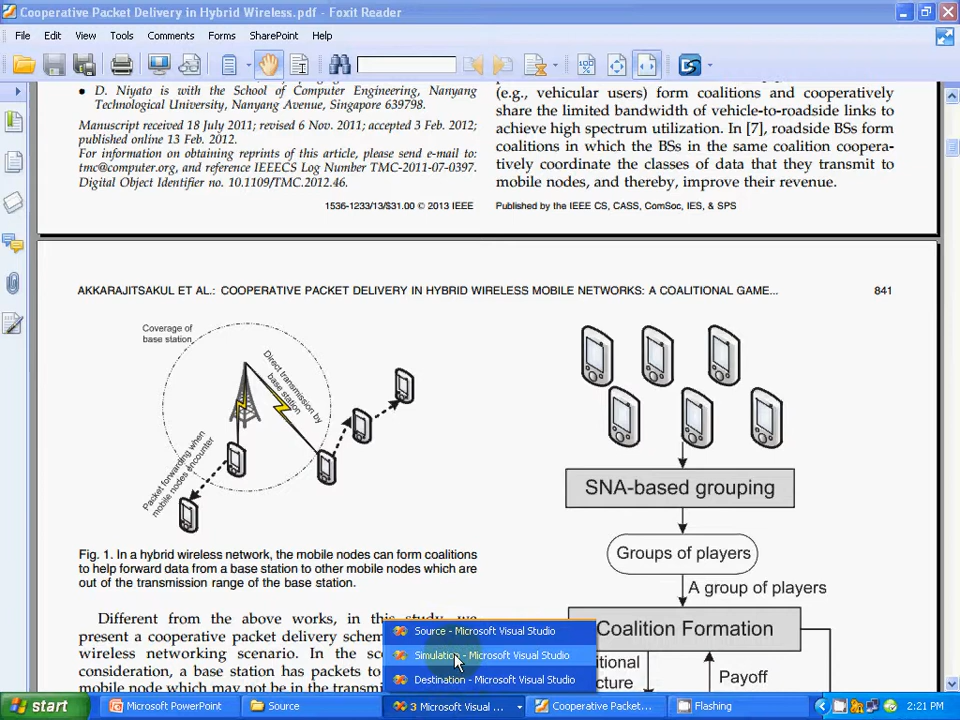 Cooperative Packet Delivery in Hybrid Wireless.pdf - Foxit Reader
File Edit View Tools Comments Forms SharePoint Help
• D. Niyato is with the School of Computer Engineering, Nanyang
Technological University, Nanyang Avenue, Singapore 639798.
Manuscript received 18 July 2011; revised 6 Nov. 2011; accepted 3 Feb. 2012;
published online 13 Feb. 2012.
For information on obtaining reprints of this article, please send e-mail to:
tmc@computer.org, and reference IEEECS Log Number TMC-2011-07-0397.
Digital Object Identifier no. 10.1109/TMC.2012.46.
(e.g., vehicular users) form coalitions and cooperatively
share the limited bandwidth of vehicle-to-roadside links to
achieve high spectrum utilization. In [7], roadside BSs form
coalitions in which the BSs in the same coalition coopera-
tively coordinate the classes of data that they transmit to
mobile nodes, and thereby, improve their revenue.
1536-1233/13/$31.00 © 2013 IEEE
Published by the IEEE CS, CASS, ComSoc, IES, & SPS
AKKARAJITSAKUL ET AL.: COOPERATIVE PACKET DELIVERY IN HYBRID WIRELESS MOBILE NETWORKS: A COALITIONAL GAME...
841
Coverage of
base station
Direct transmission by
base station
Packet forwarding when
mobile nodes encounter
Fig. 1. In a hybrid wireless network, the mobile nodes can form coalitions
to help forward data from a base station to other mobile nodes which are
out of the transmission range of the base station.
Different from the above works, in this study, we
present a cooperative packet delivery
wireless networking scenario. In the
consideration, a base station has packets
mobile nodes which may not be in the
SNA-based grouping
Groups of players
A group of players
Coalition Formation
Payoff
Source - Microsoft Visual Studio
Simulation - Microsoft Visual Studio
Destination - Microsoft Visual Studio
start
Microsoft PowerPoint
Source
3 Microsoft Visual ...
Cooperative Packet...
Flashing
2:21 PM